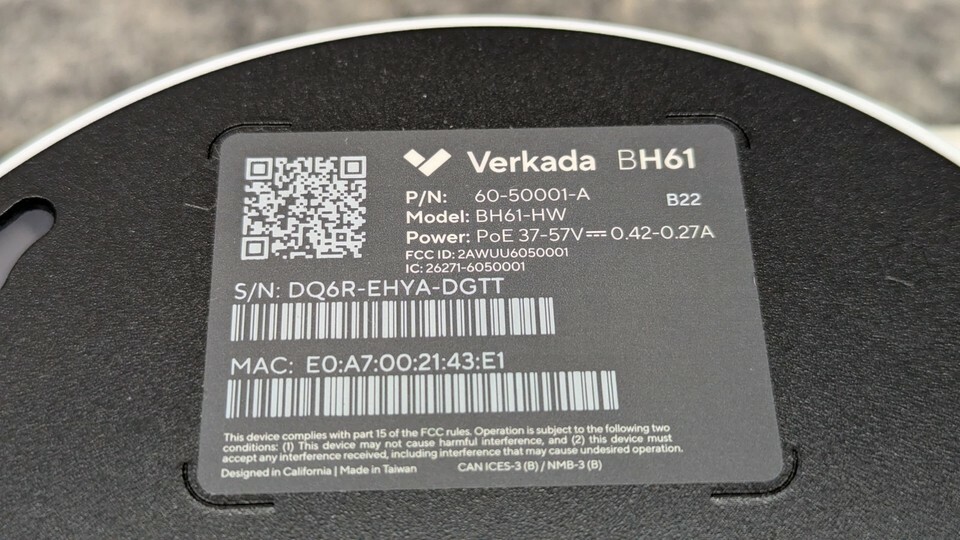 Verkada BH61
P/N: 60-50001-A
B22
Model: BH61-HW
Power: PoE 37-57V⎓0.42-0.27A
FCC ID: 2AWUU6050001
IC: 26271-6050001
S/N: DQ6R-EHYA-DGTT
MAC: E0:A7:00:21:43:E1
This device complies with part 15 of the FCC rules. Operation is subject to the following two
conditions: (1) This device may not cause harmful interference, and (2) this device must
accept any interference received, including interference that may cause undesired operation.
Designed in California | Made in Taiwan CAN ICES-3 (B) / NMB-3 (B)